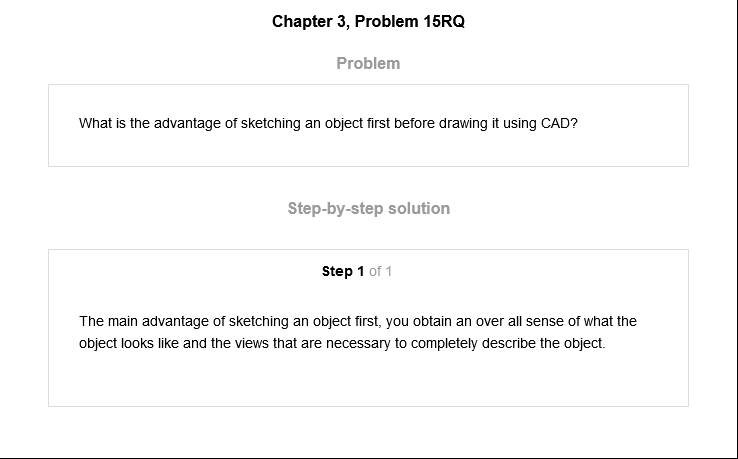 Chapter 3, Problem 15RQ
Problem
What is the advantage of sketching an object first before drawing it using CAD?
Step-by-step solution
Step 1 of 1
The main advantage of sketching an object first, you obtain an over all sense of what the
object looks like and the views that are necessary to completely describe the object.